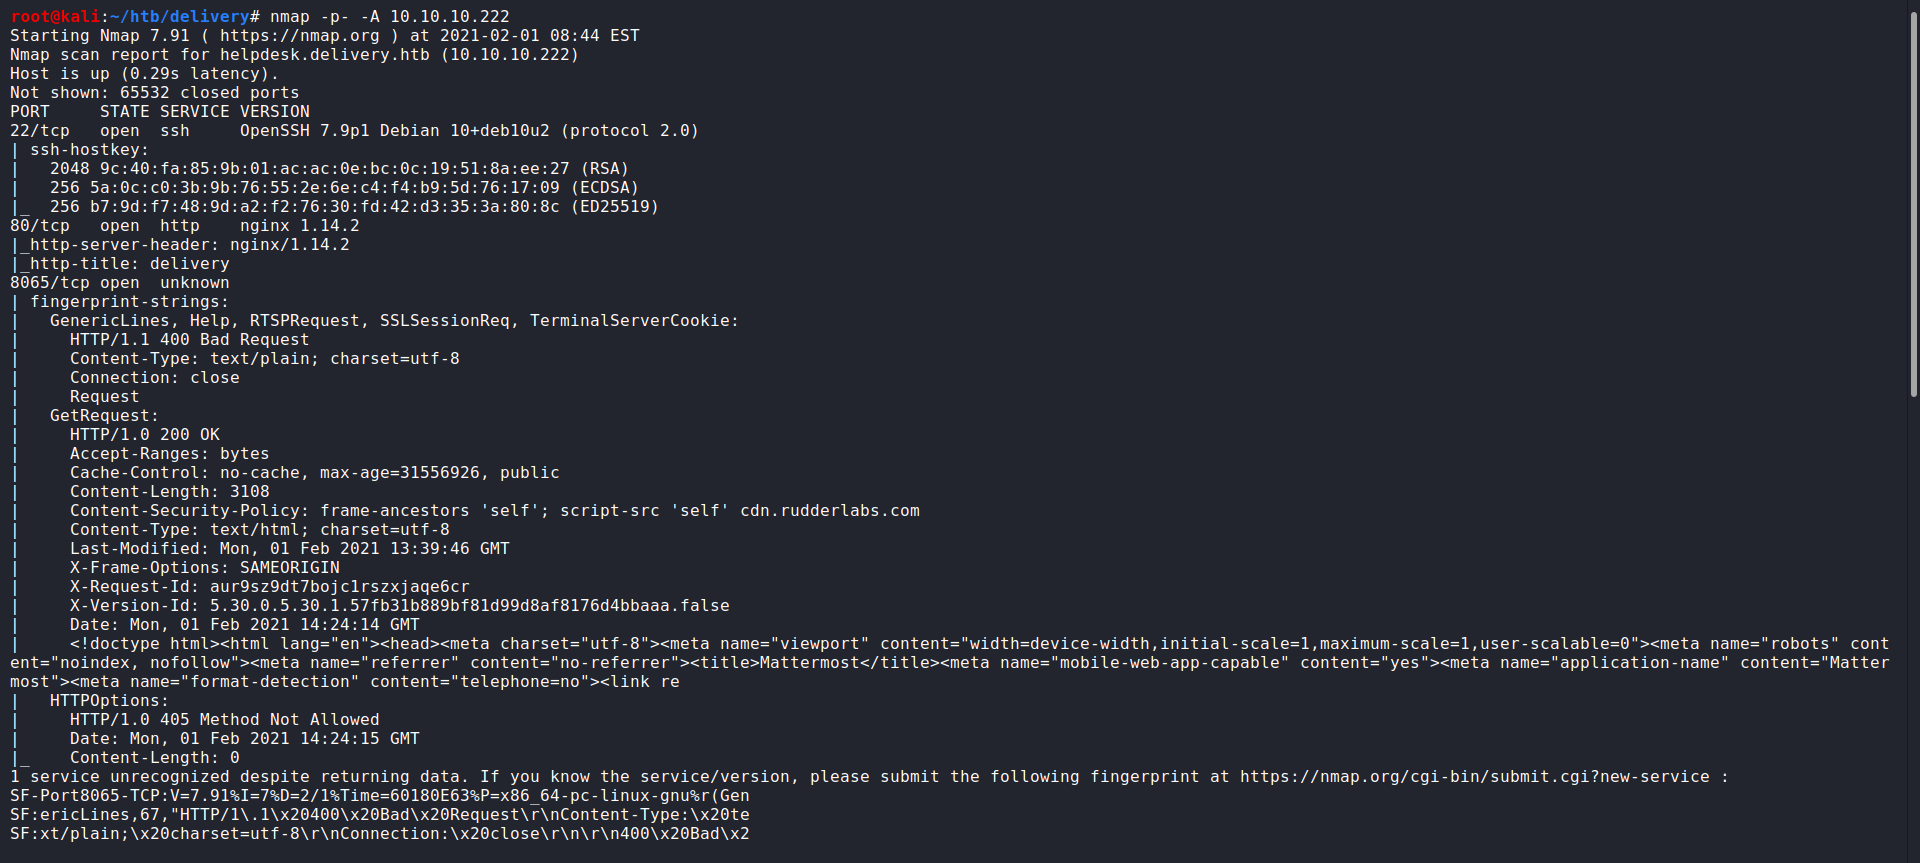 root@kali:~/htb/delivery# nmap -p- -A 10.10.10.222
Starting Nmap 7.91 ( https://nmap.org ) at 2021-02-01 08:44 EST
Nmap scan report for helpdesk.delivery.htb (10.10.10.222)
Host is up (0.29s latency).
Not shown: 65532 closed ports
PORT     STATE SERVICE VERSION
22/tcp   open  ssh     OpenSSH 7.9p1 Debian 10+deb10u2 (protocol 2.0)
| ssh-hostkey:
|   2048 9c:40:fa:85:9b:01:ac:ac:0e:bc:0c:19:51:8a:ee:27 (RSA)
|   256 5a:0c:c0:3b:9b:76:55:2e:6e:c4:f4:b9:5d:76:17:09 (ECDSA)
|_  256 b7:9d:f7:48:9d:a2:f2:76:30:fd:42:d3:35:3a:80:8c (ED25519)
80/tcp   open  http    nginx 1.14.2
|_http-server-header: nginx/1.14.2
|_http-title: delivery
8065/tcp open  unknown
| fingerprint-strings:
|   GenericLines, Help, RTSPRequest, SSLSessionReq, TerminalServerCookie:
|     HTTP/1.1 400 Bad Request
|     Content-Type: text/plain; charset=utf-8
|     Connection: close
|     Request
|   GetRequest:
|     HTTP/1.0 200 OK
|     Accept-Ranges: bytes
|     Cache-Control: no-cache, max-age=31556926, public
|     Content-Length: 3108
|     Content-Security-Policy: frame-ancestors 'self'; script-src 'self' cdn.rudderlabs.com
|     Content-Type: text/html; charset=utf-8
|     Last-Modified: Mon, 01 Feb 2021 13:39:46 GMT
|     X-Frame-Options: SAMEORIGIN
|     X-Request-Id: aur9sz9dt7bojc1rszxjaqe6cr
|     X-Version-Id: 5.30.0.5.30.1.57fb31b889bf81d99d8af8176d4bbaaa.false
|     Date: Mon, 01 Feb 2021 14:24:14 GMT
|     <!doctype html><html lang="en"><head><meta charset="utf-8"><meta name="viewport" content="width=device-width,initial-scale=1,maximum-scale=1,user-scalable=0"><meta name="robots" cont
ent="noindex, nofollow"><meta name="referrer" content="no-referrer"><title>Mattermost</title><meta name="mobile-web-app-capable" content="yes"><meta name="application-name" content="Matter
most"><meta name="format-detection" content="telephone=no"><link re
|   HTTPOptions:
|     HTTP/1.0 405 Method Not Allowed
|     Date: Mon, 01 Feb 2021 14:24:15 GMT
|_    Content-Length: 0
1 service unrecognized despite returning data. If you know the service/version, please submit the following fingerprint at https://nmap.org/cgi-bin/submit.cgi?new-service :
SF-Port8065-TCP:V=7.91%I=7%D=2/1%Time=60180E63%P=x86_64-pc-linux-gnu%r(Gen
SF:ericLines,67,"HTTP/1\.1\x20400\x20Bad\x20Request\r\nContent-Type:\x20te
SF:xt/plain;\x20charset=utf-8\r\nConnection:\x20close\r\n\r\n400\x20Bad\x2